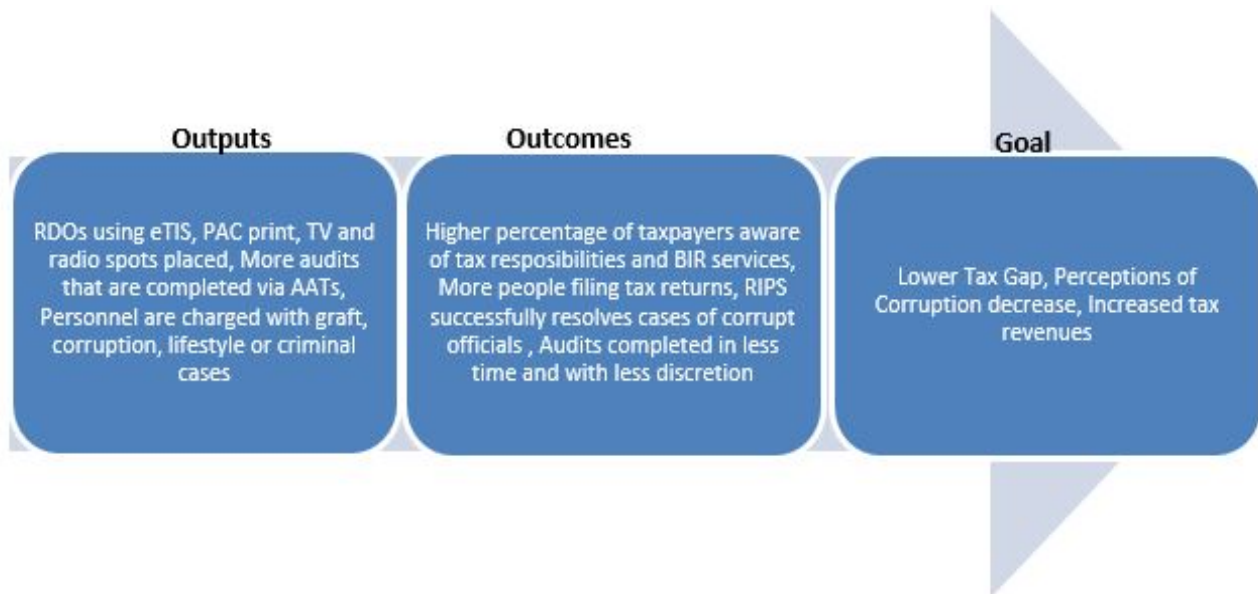 Outputs
RDOs using eTIS, PAC print, TV and
radio spots placed, More audits
that are completed via AATs,
Personnel are charged with graft,
corruption, lifestyle or criminal
cases
Outcomes
Higher percentage of taxpayers aware
of tax resposibilities and BIR services,
More people filing tax returns, RIPS
successfully resolves cases of corrupt
officials , Audits completed in less
time and with less discretion
Goal
Lower Tax Gap, Perceptions of
Corruption decrease, Increased tax
revenues